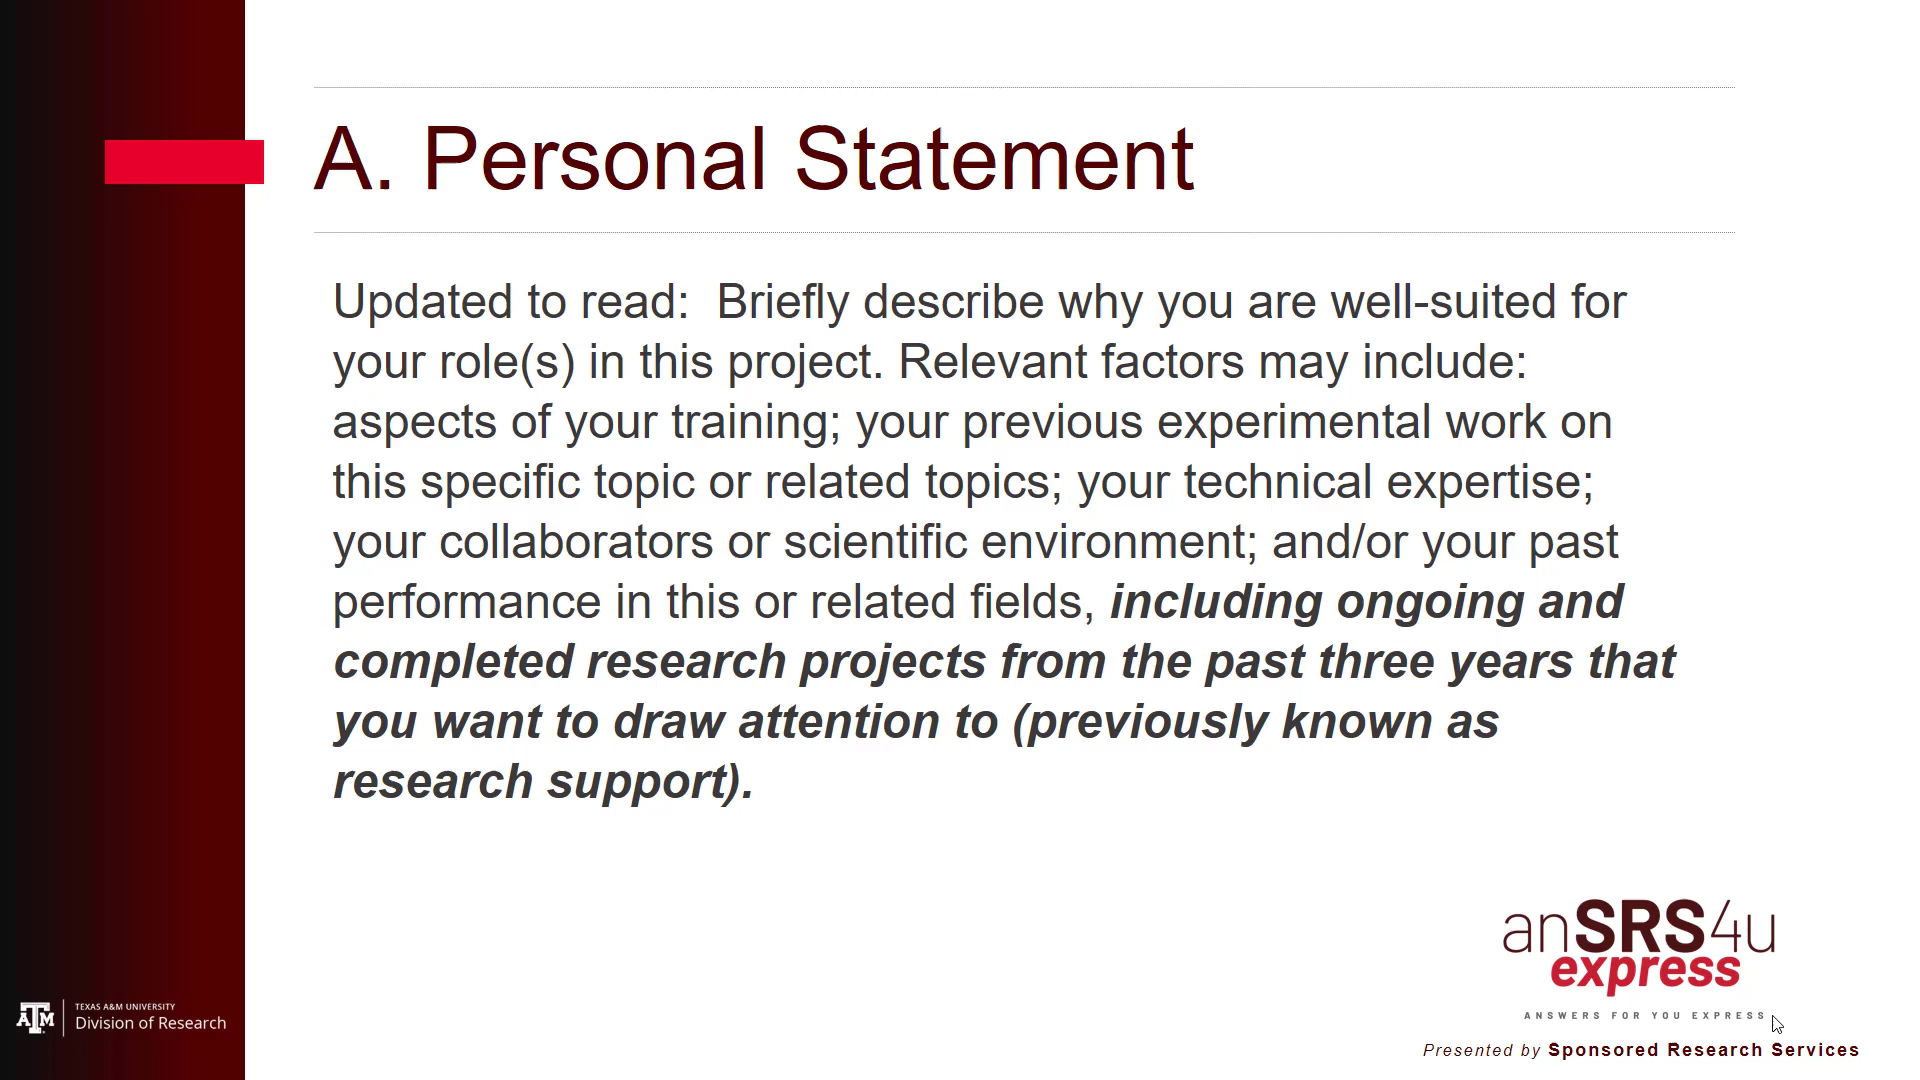 A. Personal Statement
Updated to read:  Briefly describe why you are well-suited for
your role(s) in this project. Relevant factors may include:
aspects of your training; your previous experimental work on
this specific topic or related topics; your technical expertise;
your collaborators or scientific environment; and/or your past
performance in this or related fields, including ongoing and
completed research projects from the past three years that
you want to draw attention to (previously known as
research support).
anSRS4u
express
ANSWERS FOR YOU EXPRESS
Presented by Sponsored Research Services
ATM
TEXAS A&M UNIVERSITY
Division of Research